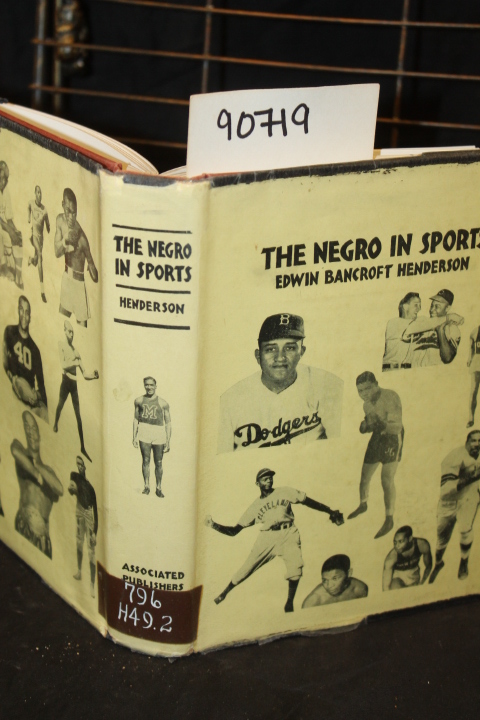 90719
THE NEGRO
IN SPORTS
HENDERSON
M
ASSOCIATED
PUBLISHERS
796
H49.2
THE NEGRO IN SPORTS
EDWIN BANCROFT HENDERSON
B
Dodgers
CLEVELAND
40